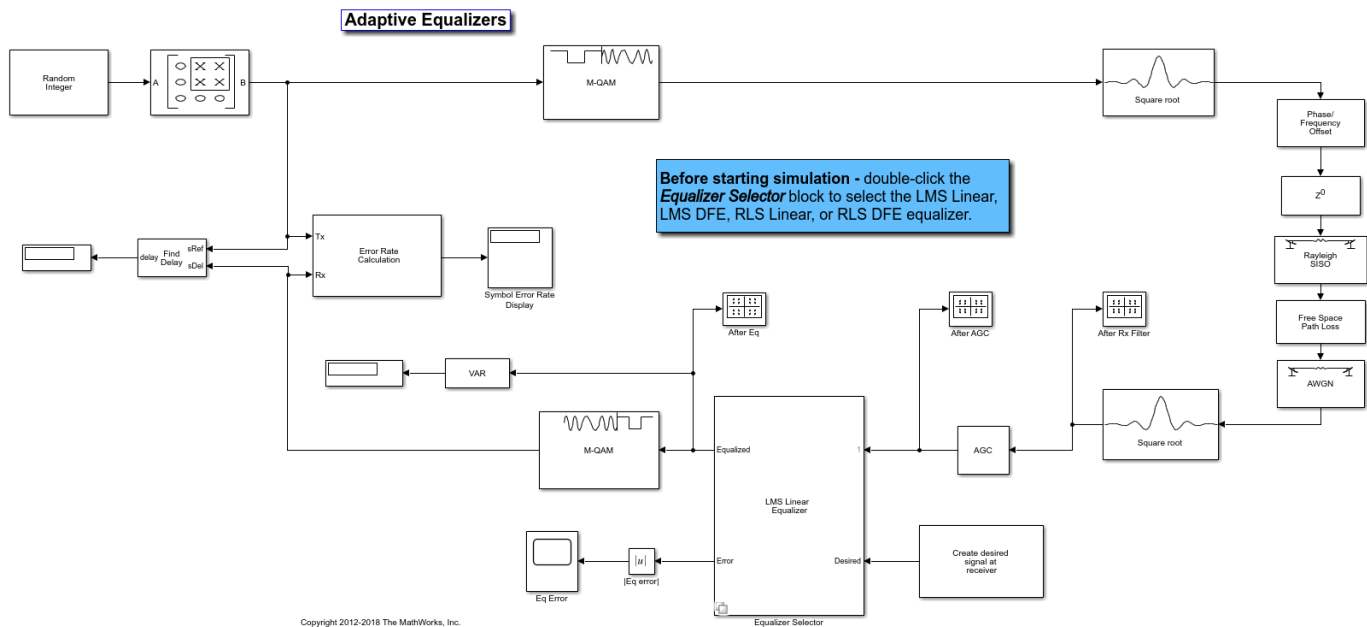 Adaptive Equalizers
Random
Integer
A
B
M-QAM
Square root
Phase/
Frequency
Offset
Before starting simulation - double-click the
Equalizer Selector block to select the LMS Linear,
LMS DFE, RLS Linear, or RLS DFE equalizer.
Z0
Tx
Error Rate
Calculation
Rx
sRef
delay
Find
Delay
sDel
Rayleigh
SISO
Symbol Error Rate
Display
Free Space
Path Loss
After Eq
After AGC
After Rx Filter
VAR
AWGN
M-QAM
Equalized
1
AGC
Square root
LMS Linear
Equalizer
Error
Desired
Create desired
signal at
receiver
|u|
|Eq error|
Eq Error
Copyright 2012-2018 The MathWorks, Inc.
Equalizer Selector